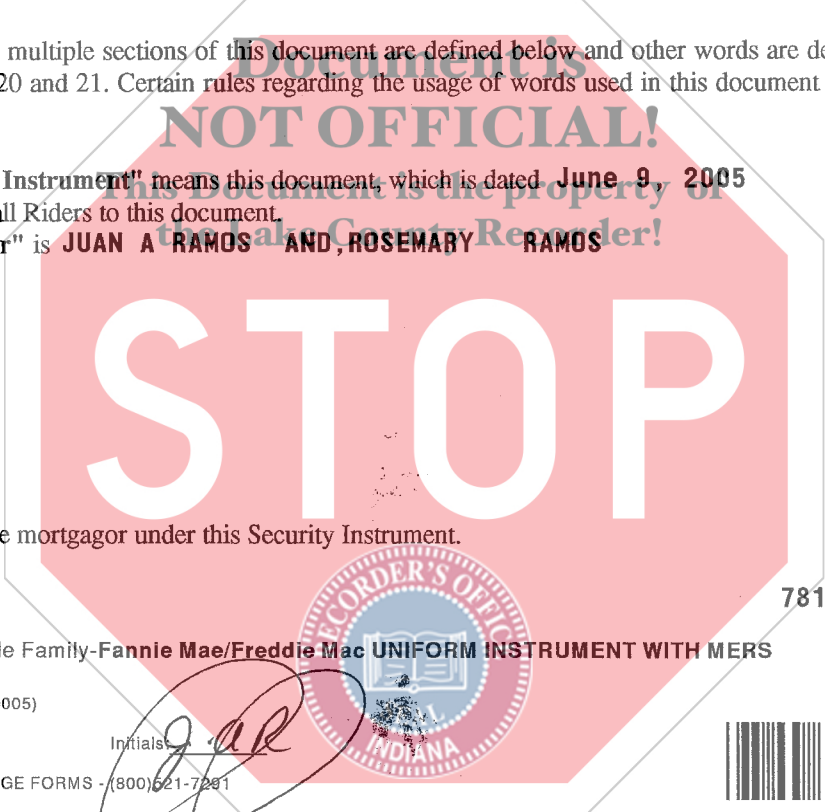 multiple sections of this document are defined below and other words are de
20 and 21. Certain rules regarding the usage of words used in this document
Document is
NOT OFFICIAL!
This Document is the property of
the Lake County Recorder!
Instrument" means this document, which is dated June 9, 2005
all Riders to this document.
r" is JUAN A RAMOS AND, ROSEMARY RAMOS
STOP
e mortgagor under this Security Instrument.
RECORDER'S OFFICE
INDIANA
781
le Family-Fannie Mae/Freddie Mac UNIFORM INSTRUMENT WITH MERS
005)
Initials: JAR
GE FORMS - (800)521-7291